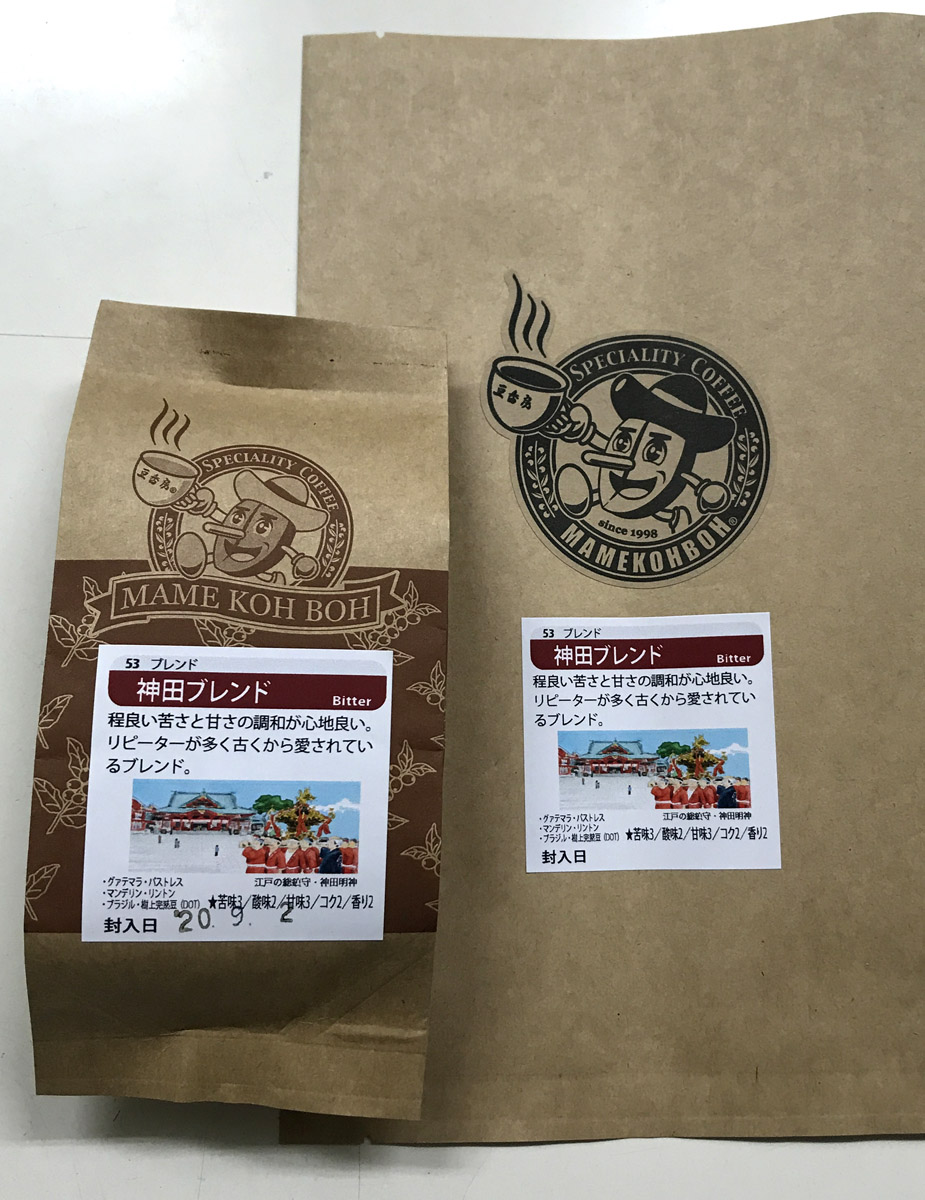 豆香房®
SPECIALITY COFFEE
MAME KOH BOH
53 ブレンド
神田ブレンド
Bitter
程良い苦さと甘さの調和が心地良い。
リピーターが多く古くから愛されてい
るブレンド。
・グァテマラ・パストレス
江戸の総鎮守・神田明神
・マンデリン・リントン
・ブラジル・樹上完熟豆（DOT）
★苦味3／酸味2／甘味3／コク2／香り2
封入日 '20. 9. 2
豆香房
SPECIALITY COFFEE
since 1998
MAMEKOHBOH®
53 ブレンド
神田ブレンド
Bitter
程良い苦さと甘さの調和が心地良い。
リピーターが多く古くから愛されてい
るブレンド。
・グァテマラ・パストレス
江戸の総鎮守・神田明神
・マンデリン・リントン
・ブラジル・樹上完熟豆（DOT）
★苦味3／酸味2／甘味3／コク2／香り2
封入日